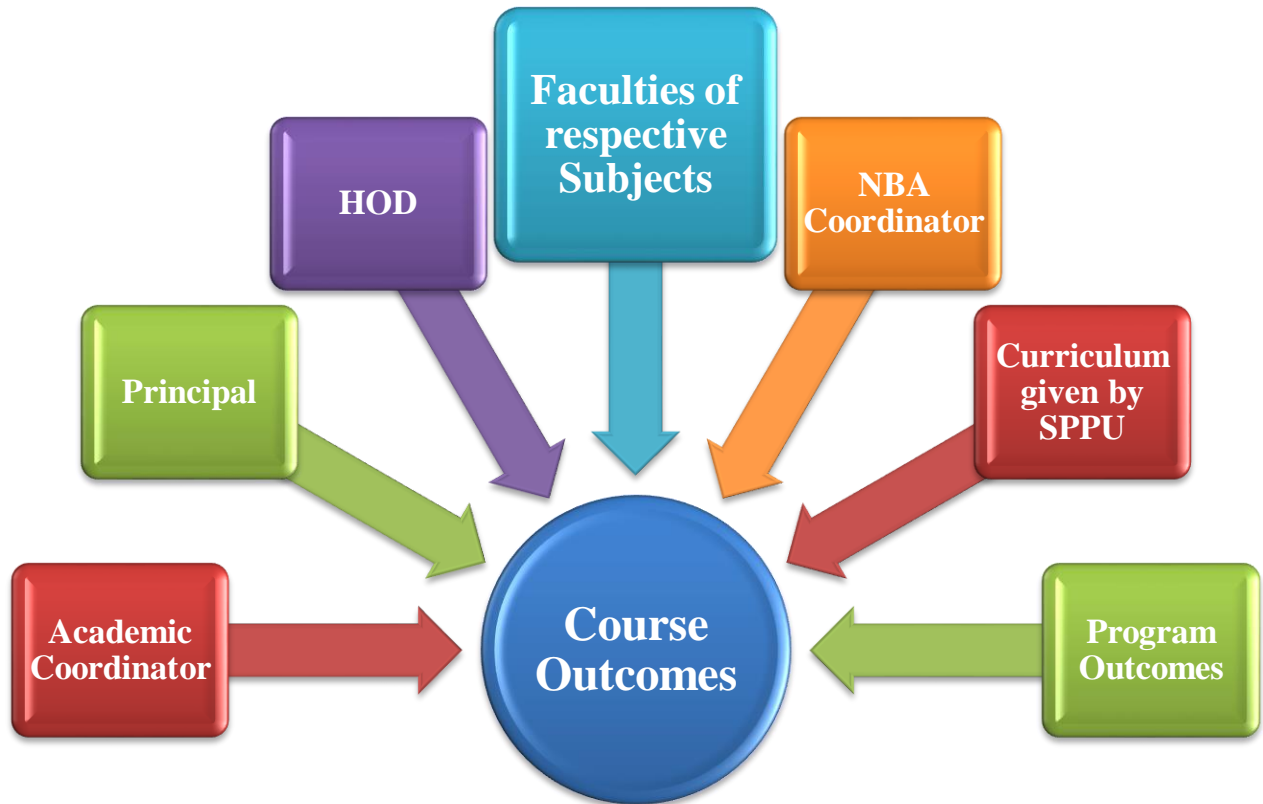 Faculties of
respective
Subjects
HOD
NBA
Coordinator
Principal
Curriculum
given by
SPPU
Academic
Coordinator
Course
Outcomes
Program
Outcomes